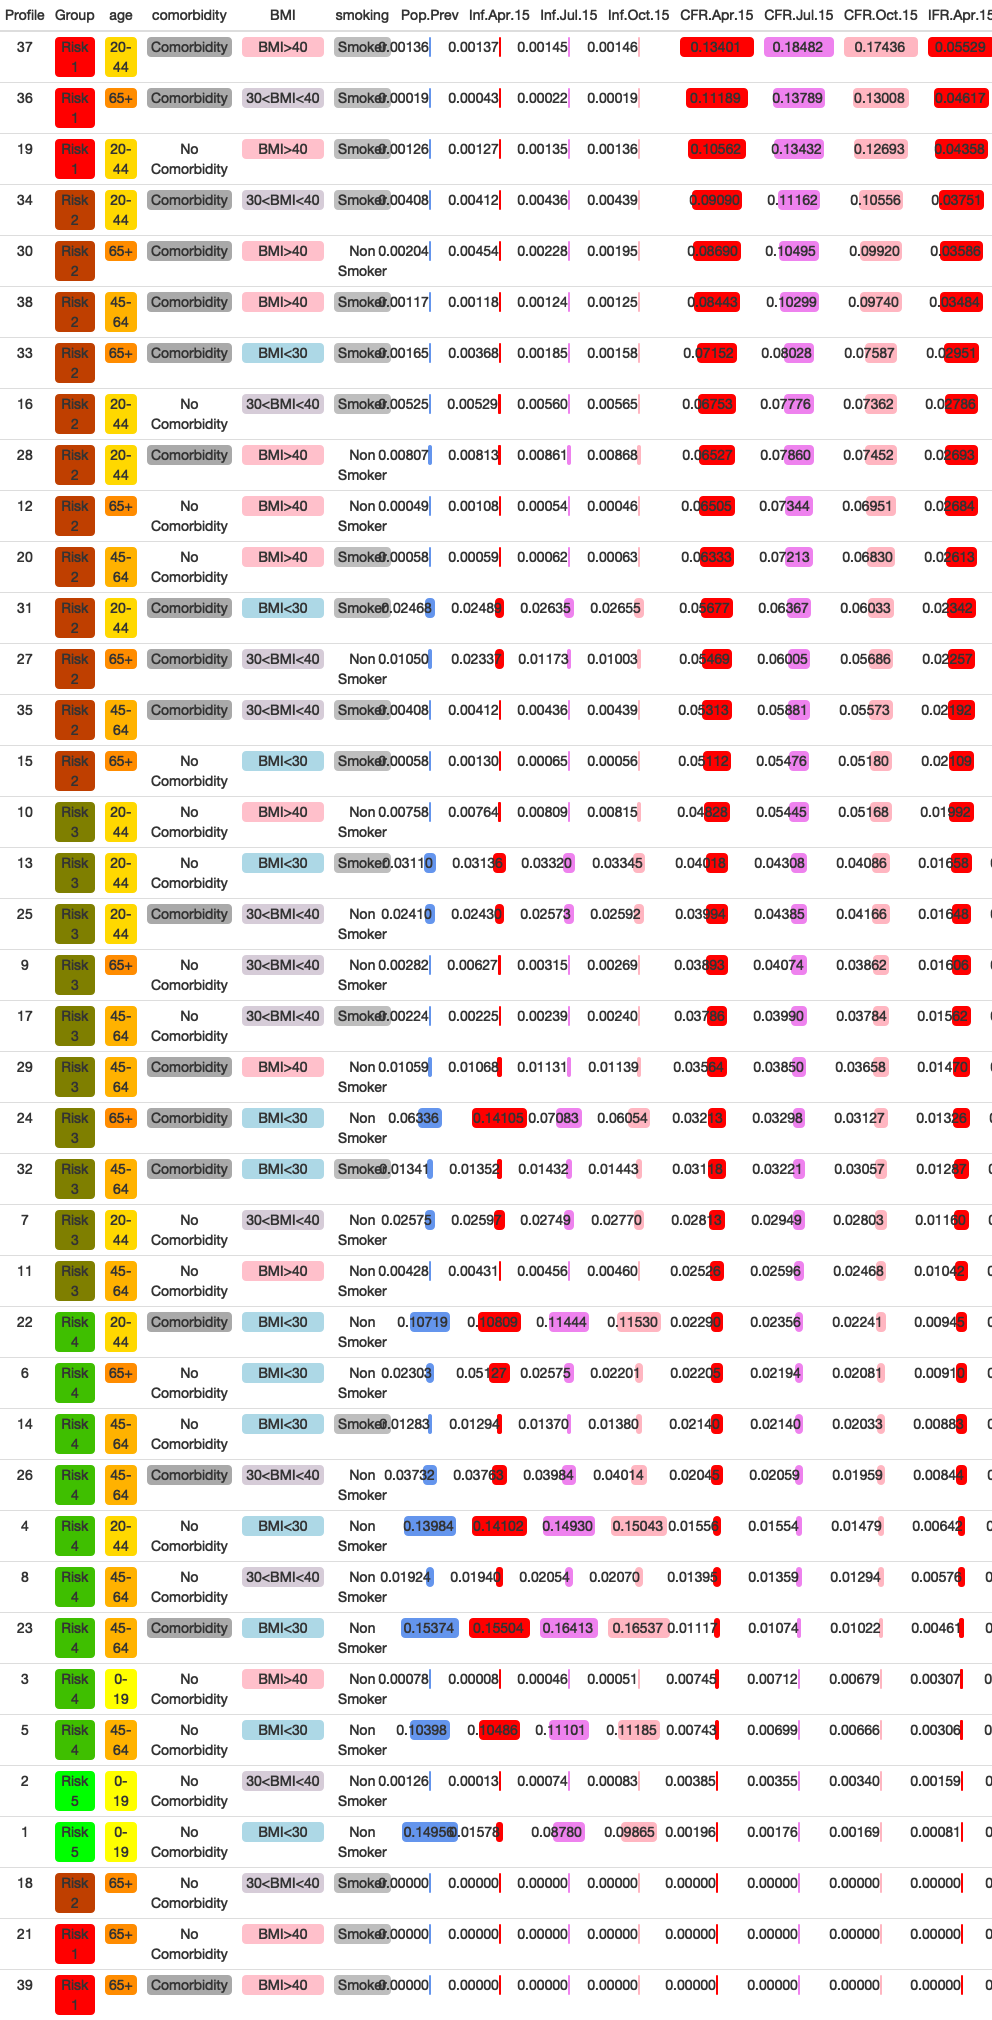 Profile Group age comorbidity BMI smoking Pop.Prev Inf.Apr.15 Inf.Jul.15 Inf.Oct.15 CFR.Apr.15 CFR.Jul.15 CFR.Oct.15 IFR.Apr.15
37 Risk 1 20-44 Comorbidity BMI>40 Smoker 0.00136 0.00137 0.00145 0.00146 0.13401 0.18482 0.17436 0.05529
36 Risk 1 65+ Comorbidity 30<BMI<40 Smoker 0.00019 0.00043 0.00022 0.00019 0.11189 0.13789 0.13008 0.04617
19 Risk 1 20-44 No Comorbidity BMI>40 Smoker 0.00126 0.00127 0.00135 0.00136 0.10562 0.13432 0.12693 0.04358
34 Risk 2 20-44 Comorbidity 30<BMI<40 Smoker 0.00408 0.00412 0.00436 0.00439 0.09090 0.11162 0.10556 0.03751
30 Risk 2 65+ Comorbidity BMI>40 Non Smoker 0.00204 0.00454 0.00228 0.00195 0.08690 0.10495 0.09920 0.03586
38 Risk 2 45-64 Comorbidity BMI>40 Smoker 0.00117 0.00118 0.00124 0.00125 0.08443 0.10299 0.09740 0.03484
33 Risk 2 65+ Comorbidity BMI<30 Smoker 0.00165 0.00368 0.00185 0.00158 0.07152 0.08028 0.07587 0.02951
16 Risk 2 20-44 No Comorbidity 30<BMI<40 Smoker 0.00525 0.00529 0.00560 0.00565 0.06753 0.07776 0.07362 0.02786
28 Risk 2 20-44 Comorbidity BMI>40 Non Smoker 0.00807 0.00813 0.00861 0.00868 0.06527 0.07860 0.07452 0.02693
12 Risk 2 65+ No Comorbidity BMI>40 Non Smoker 0.00049 0.00108 0.00054 0.00046 0.06505 0.07344 0.06951 0.02684
20 Risk 2 45-64 No Comorbidity BMI>40 Smoker 0.00058 0.00059 0.00062 0.00063 0.06333 0.07213 0.06830 0.02613
31 Risk 2 20-44 Comorbidity BMI<30 Smoker 0.02468 0.02489 0.02635 0.02655 0.05677 0.06367 0.06033 0.02342
27 Risk 2 65+ Comorbidity 30<BMI<40 Non Smoker 0.01050 0.02337 0.01173 0.01003 0.05469 0.06005 0.05686 0.02257
35 Risk 2 45-64 Comorbidity 30<BMI<40 Smoker 0.00408 0.00412 0.00436 0.00439 0.05313 0.05881 0.05573 0.02192
15 Risk 2 65+ No Comorbidity BMI<30 Smoker 0.00058 0.00130 0.00065 0.00056 0.05112 0.05476 0.05180 0.02109
10 Risk 3 20-44 No Comorbidity BMI>40 Non Smoker 0.00758 0.00764 0.00809 0.00815 0.04828 0.05445 0.05168 0.01992
13 Risk 3 20-44 No Comorbidity BMI<30 Smoker 0.03110 0.03136 0.03320 0.03345 0.04018 0.04308 0.04086 0.01658
25 Risk 3 20-44 Comorbidity 30<BMI<40 Non Smoker 0.02410 0.02430 0.02573 0.02592 0.03994 0.04385 0.04166 0.01648
9 Risk 3 65+ No Comorbidity 30<BMI<40 Non Smoker 0.00282 0.00627 0.00315 0.00269 0.03893 0.04074 0.03862 0.01606
17 Risk 3 45-64 No Comorbidity 30<BMI<40 Smoker 0.00224 0.00225 0.00239 0.00240 0.03786 0.03990 0.03784 0.01562
29 Risk 3 45-64 Comorbidity BMI>40 Non Smoker 0.01059 0.01068 0.01131 0.01139 0.03564 0.03850 0.03658 0.01470
24 Risk 3 65+ Comorbidity BMI<30 Non Smoker 0.06336 0.14105 0.07083 0.06054 0.03213 0.03298 0.03127 0.01326
32 Risk 3 45-64 Comorbidity BMI<30 Smoker 0.01341 0.01352 0.01432 0.01443 0.03118 0.03221 0.03057 0.01287
7 Risk 3 20-44 No Comorbidity 30<BMI<40 Non Smoker 0.02575 0.02597 0.02749 0.02770 0.02813 0.02949 0.02803 0.01160
11 Risk 3 45-64 No Comorbidity BMI>40 Non Smoker 0.00428 0.00431 0.00456 0.00460 0.02526 0.02596 0.02468 0.01042
22 Risk 4 20-44 Comorbidity BMI<30 Non Smoker 0.10719 0.10809 0.11444 0.11530 0.02290 0.02356 0.02241 0.00945
6 Risk 4 65+ No Comorbidity BMI<30 Non Smoker 0.02303 0.05127 0.02575 0.02201 0.02205 0.02194 0.02081 0.00910
14 Risk 4 45-64 No Comorbidity BMI<30 Smoker 0.01283 0.01294 0.01370 0.01380 0.02140 0.02140 0.02033 0.00883
26 Risk 4 45-64 Comorbidity 30<BMI<40 Non Smoker 0.03732 0.03763 0.03984 0.04014 0.02045 0.02059 0.01959 0.00844
4 Risk 4 20-44 No Comorbidity BMI<30 Non Smoker 0.13984 0.14102 0.14930 0.15043 0.01556 0.01554 0.01479 0.00642
8 Risk 4 45-64 No Comorbidity 30<BMI<40 Non Smoker 0.01924 0.01940 0.02054 0.02070 0.01395 0.01359 0.01294 0.00576
23 Risk 4 45-64 Comorbidity BMI<30 Non Smoker 0.15374 0.15504 0.16413 0.16537 0.01117 0.01074 0.01022 0.00461
3 Risk 4 0-19 No Comorbidity BMI>40 Non Smoker 0.00078 0.00008 0.00046 0.00051 0.00745 0.00712 0.00679 0.00307
5 Risk 4 45-64 No Comorbidity BMI<30 Non Smoker 0.10398 0.10486 0.11101 0.11185 0.00743 0.00699 0.00666 0.00306
2 Risk 5 0-19 No Comorbidity 30<BMI<40 Non Smoker 0.00126 0.00013 0.00074 0.00083 0.00385 0.00355 0.00340 0.00159
1 Risk 5 0-19 No Comorbidity BMI<30 Non Smoker 0.14956 0.01578 0.08780 0.09865 0.00196 0.00176 0.00169 0.00081
18 Risk 2 65+ No Comorbidity 30<BMI<40 Smoker 0.00000 0.00000 0.00000 0.00000 0.00000 0.00000 0.00000 0.00000
21 Risk 1 65+ No Comorbidity BMI>40 Smoker 0.00000 0.00000 0.00000 0.00000 0.00000 0.00000 0.00000 0.00000
39 Risk 1 65+ Comorbidity BMI>40 Smoker 0.00000 0.00000 0.00000 0.00000 0.00000 0.00000 0.00000 0.00000